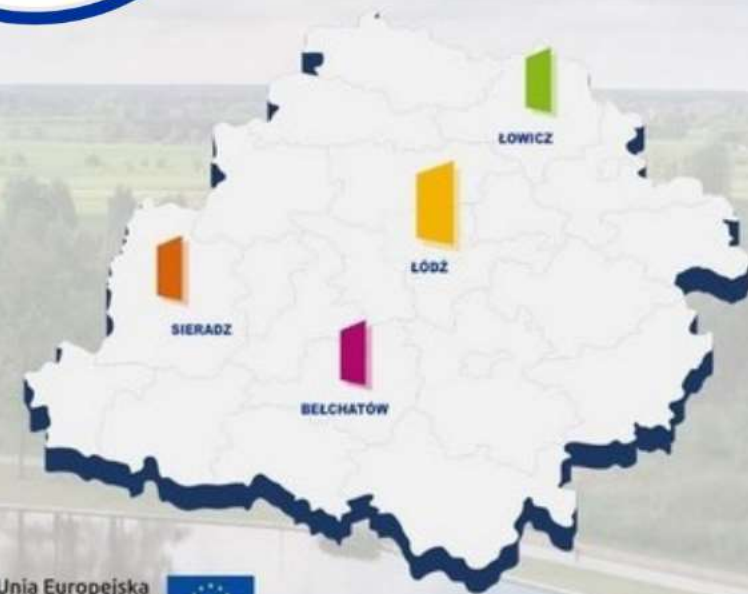 ŁOWICZ
ŁÓDŹ
SIERADZ
BEŁCHATÓW
Unia Europejska